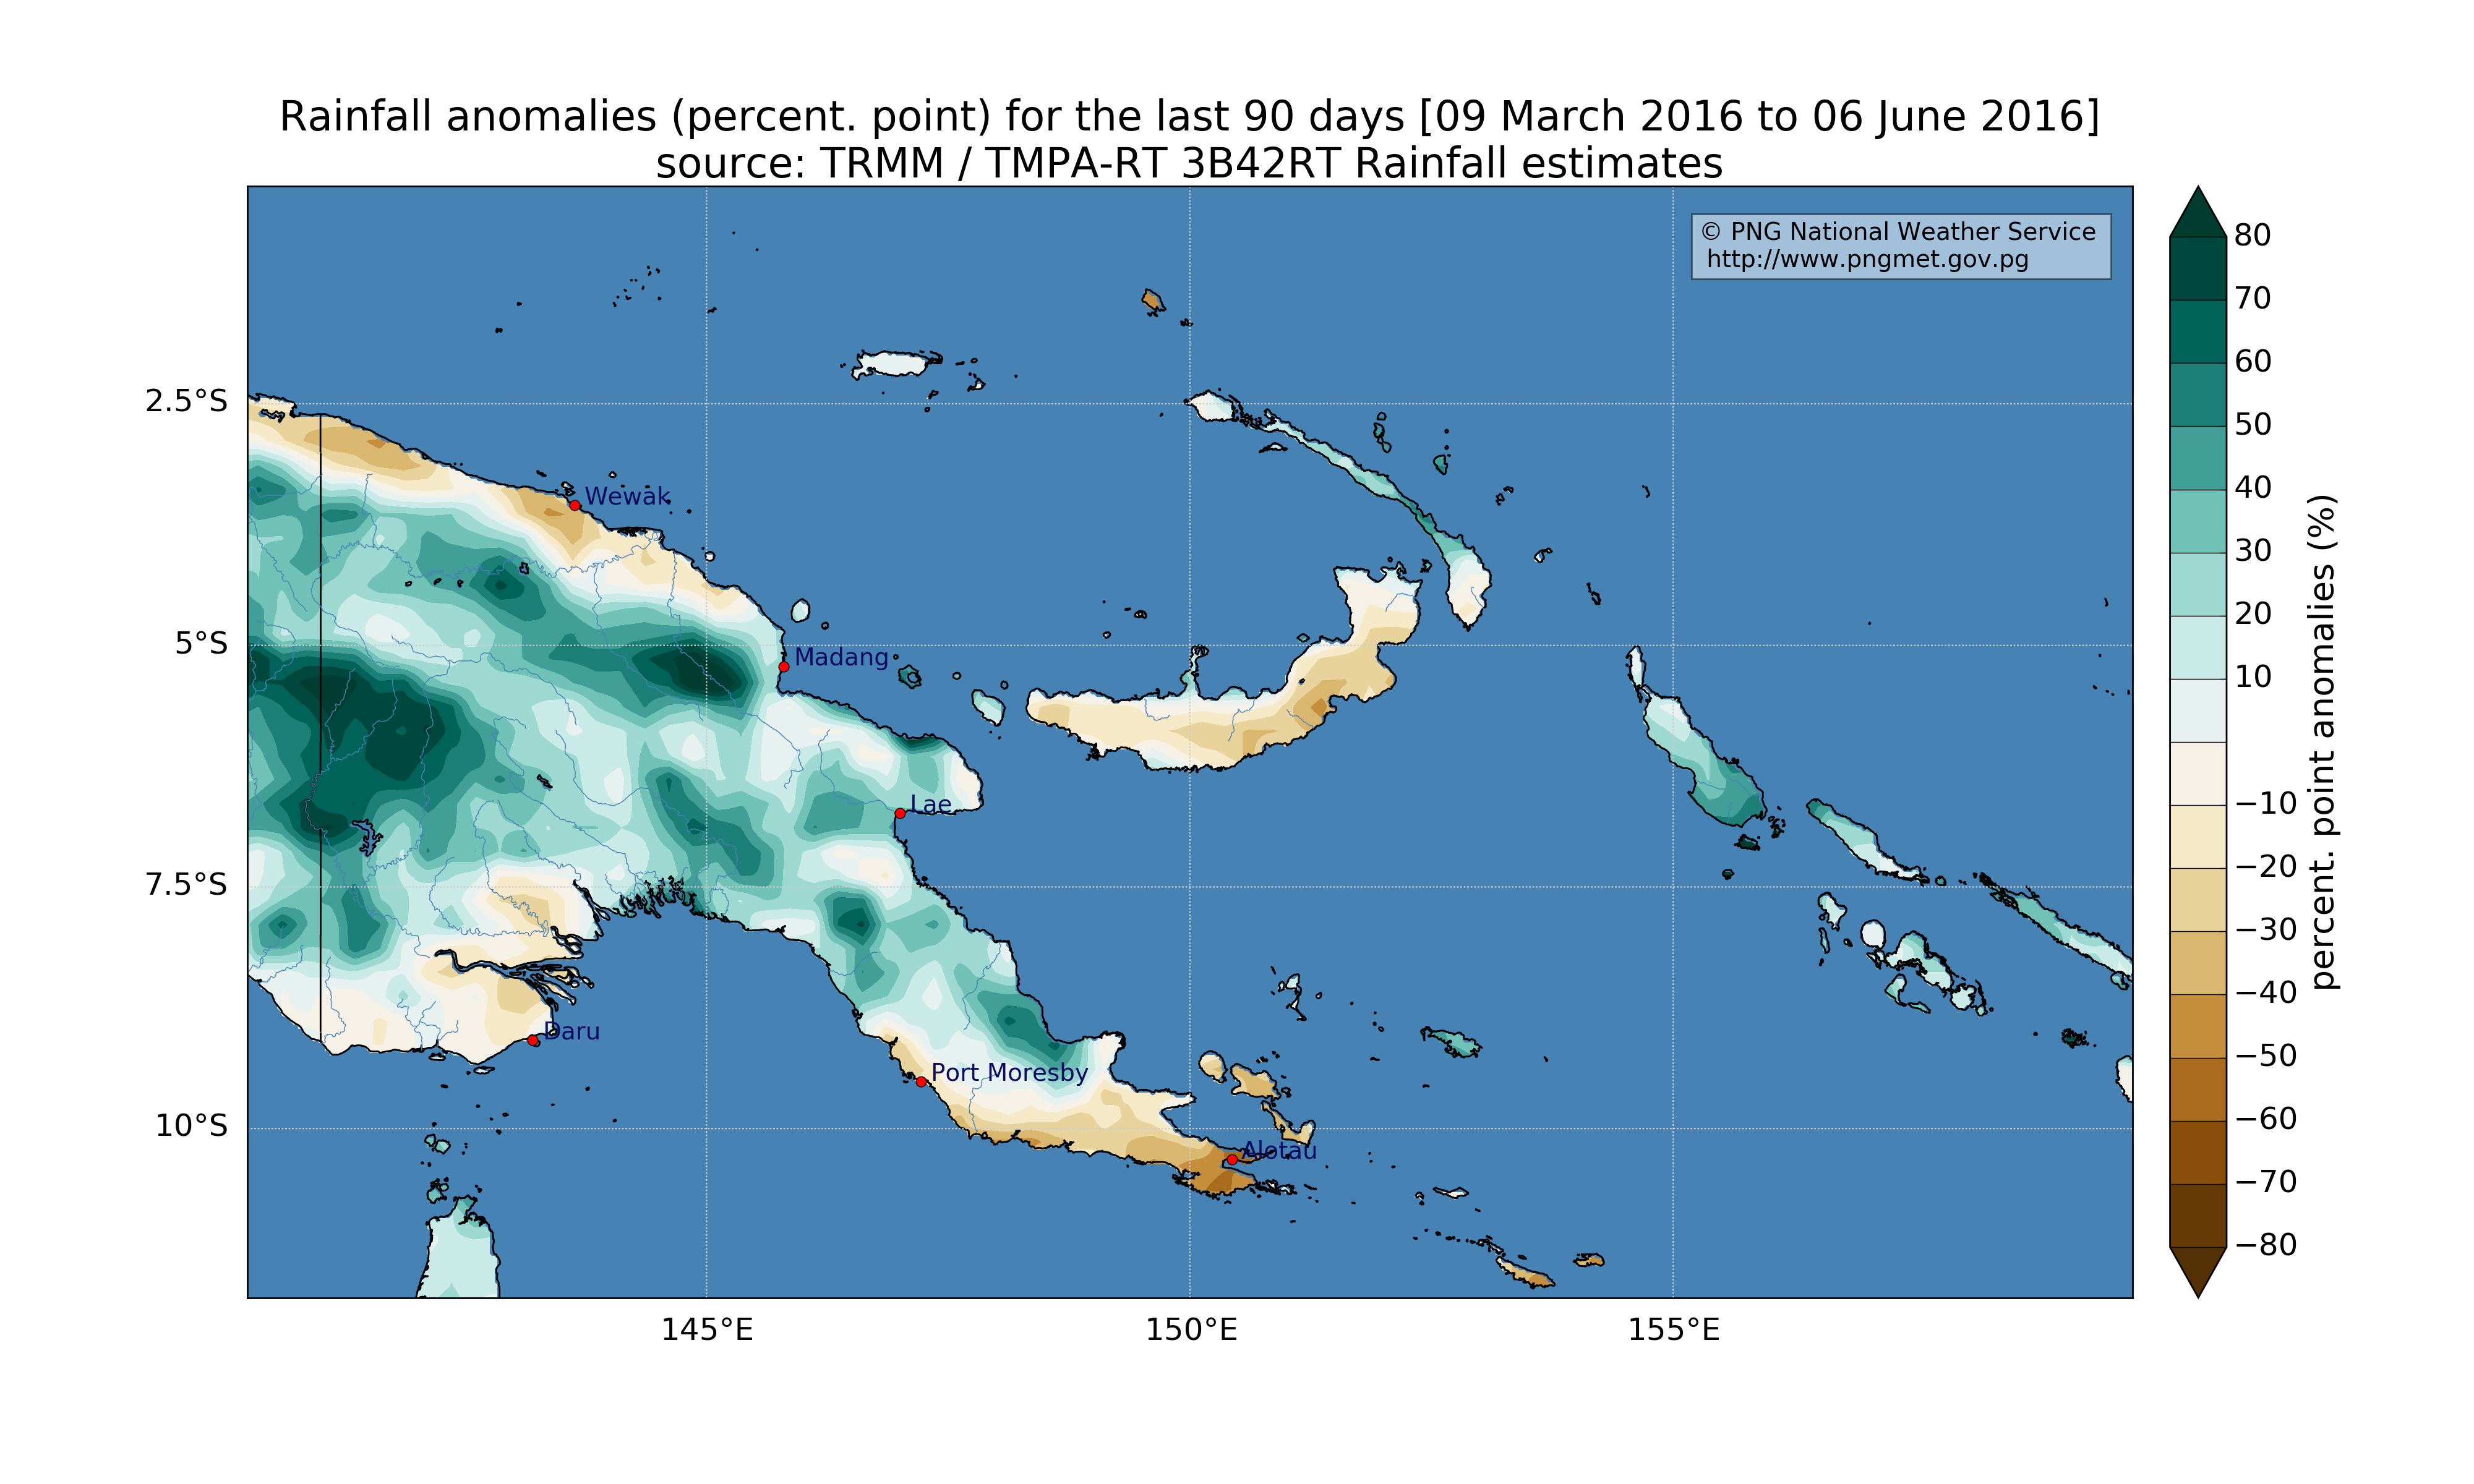 Rainfall anomalies (percent. point) for the last 90 days [09 March 2016 to 06 June 2016]
source: TRMM / TMPA-RT 3B42RT Rainfall estimates
© PNG National Weather Service
http://www.pngmet.gov.pg
2.5°S
5°S
7.5°S
10°S
145°E
150°E
155°E
Wewak
Madang
Lae
Daru
Port Moresby
Alotau
80
70
60
50
40
30
20
10
−10
−20
−30
−40
−50
−60
−70
−80
percent. point anomalies (%)